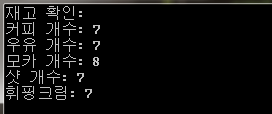 재고 확인:
커피 개수: 7
우유 개수: 7
모카 개수: 8
샷 개수: 7
휘핑크림: 7